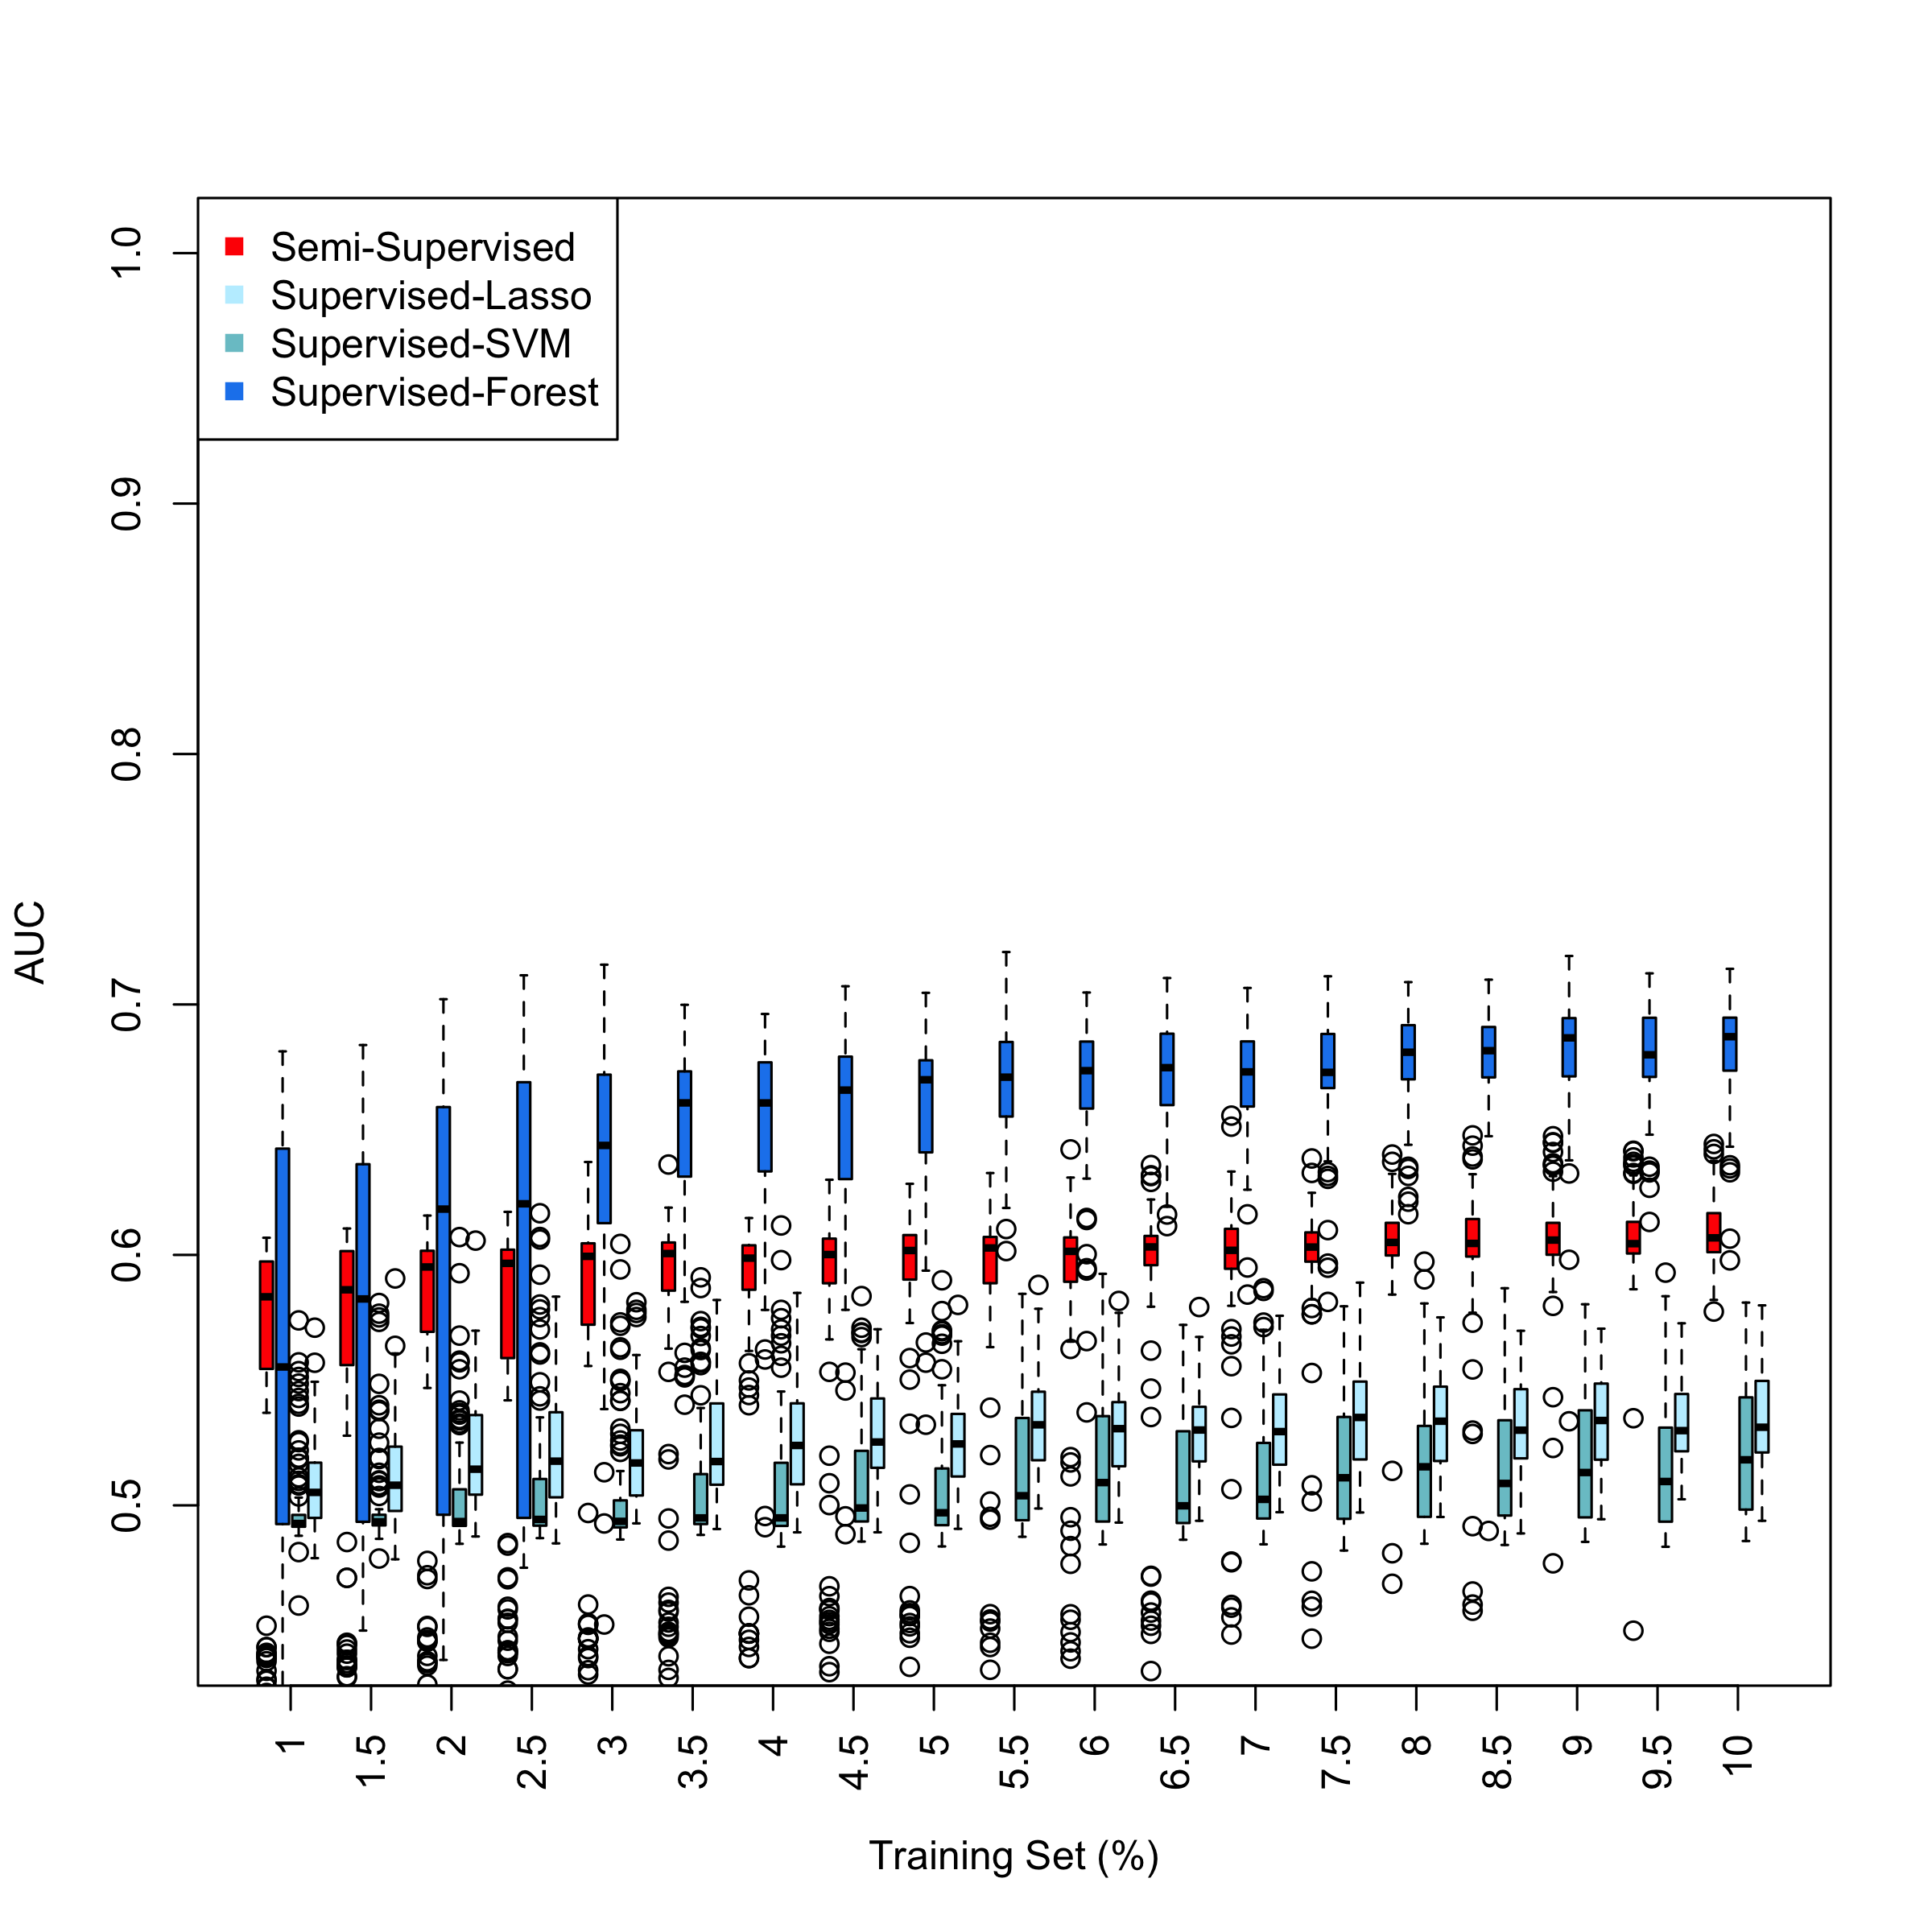 Semi-Supervised
Supervised-Lasso
Supervised-SVM
Supervised-Forest
1.0
0.9
0.8
0.7
0.6
0.5
AUC
1 1.5 2 2.5 3 3.5 4 4.5 5 5.5 6 6.5 7 7.5 8 8.5 9 9.5 10
Training Set (%)